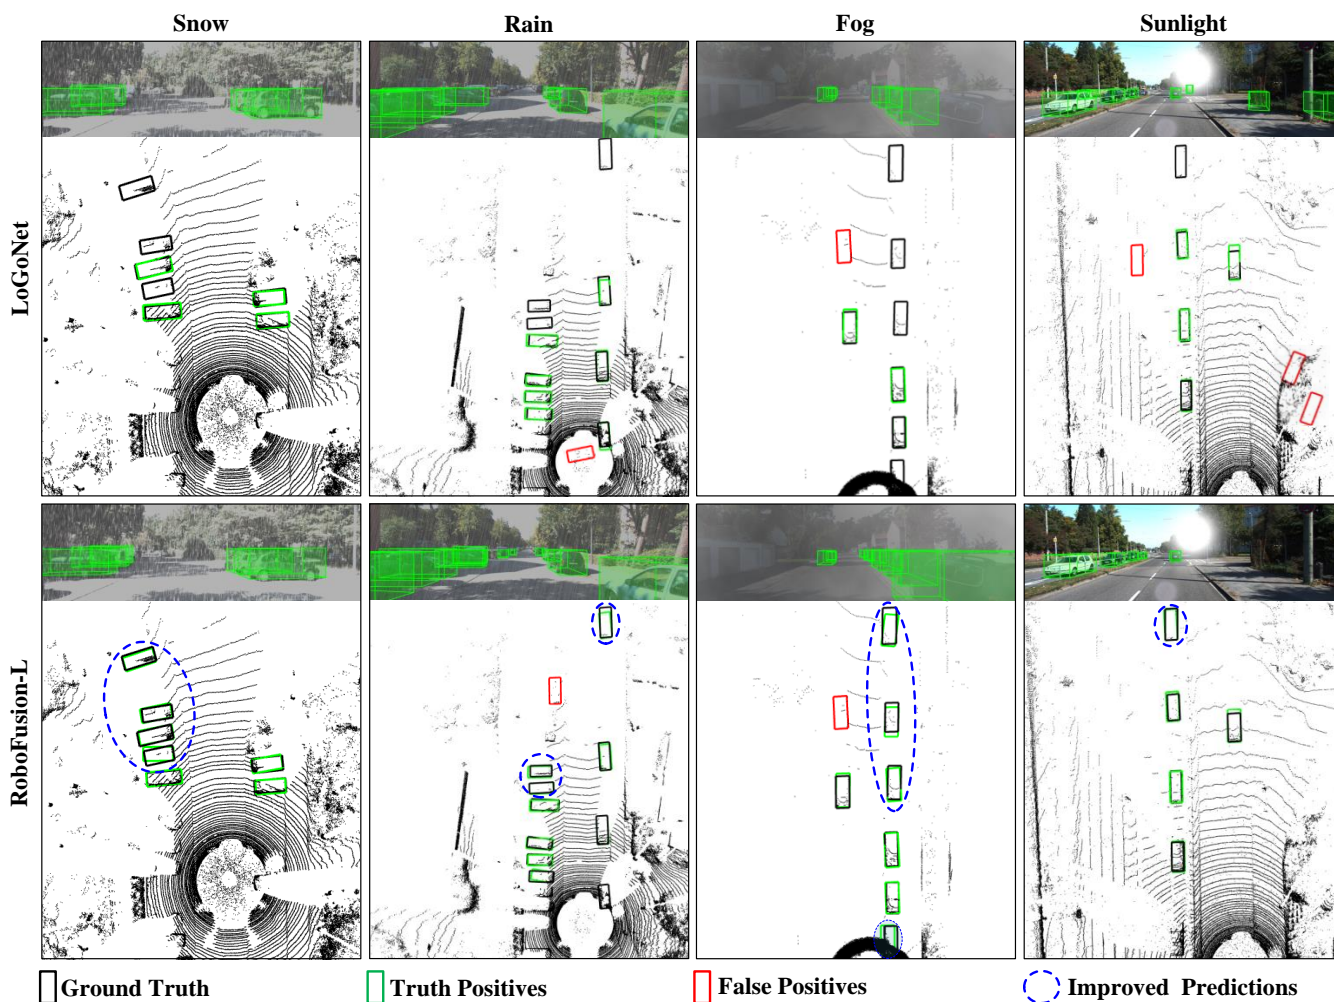 Snow
Rain
Fog
Sunlight
LoGoNet
RoboFusion-L
Ground Truth
Truth Positives
False Positives
Improved Predictions